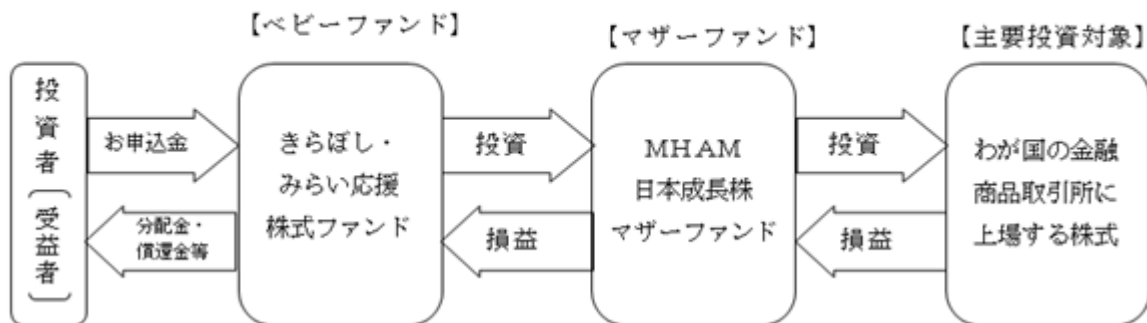 【ベビーファンド】
【マザーファンド】
【主要投資対象】
投資者(受益者)
お申込金
分配金・
償還金等
きらぼし・
みらい応援
株式ファンド
投資
損益
MHAM
日本成長株
マザーファンド
投資
損益
わが国の金融
商品取引所に
上場する株式